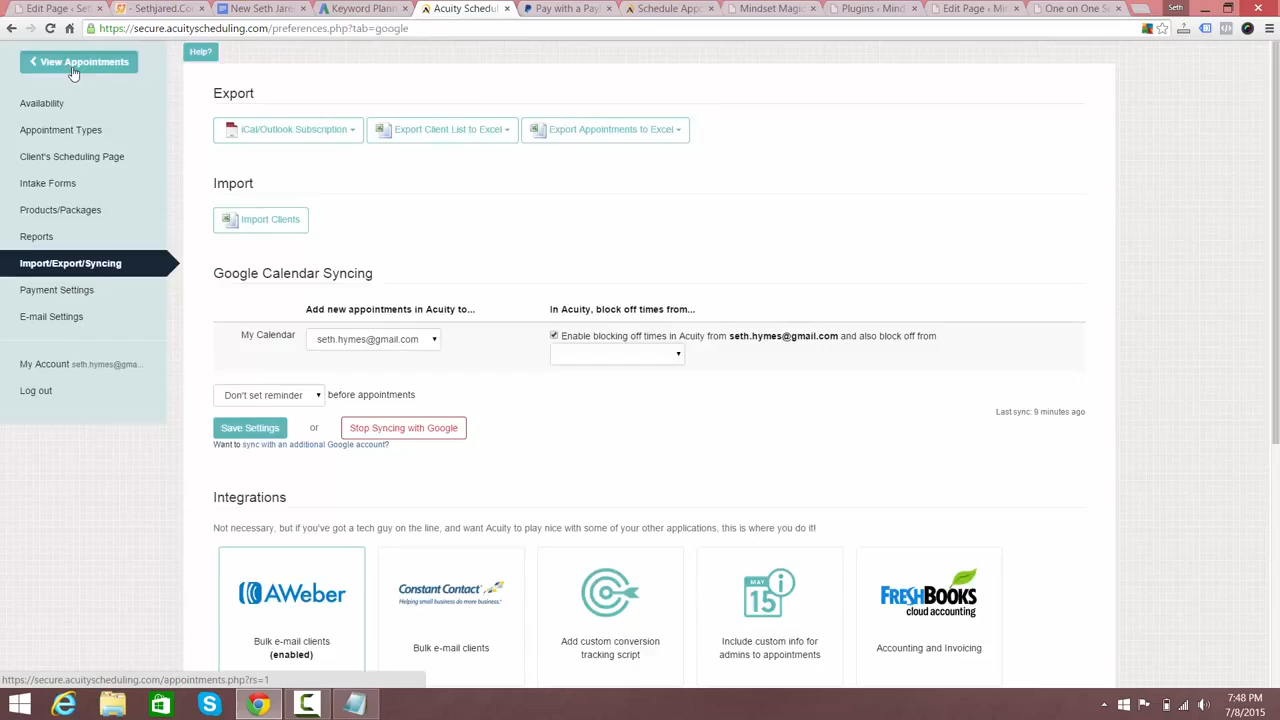 Edit Page ‹ Se
Sethjared.Co
New Seth Jare
Keyword Plann
Acuity Schedul
Pay with a PayP
Schedule Appo
Mindset Magic
Plugins ‹ Mind
Edit Page ‹ Min
One on One Se
Seth
https://secure.acuityscheduling.com/preferences.php?tab=google
View Appointments
Help?
Availability
Appointment Types
Client's Scheduling Page
Intake Forms
Products/Packages
Reports
Import/Export/Syncing
Payment Settings
E-mail Settings
My Account seth.hymes@gma...
Log out
Export
iCal/Outlook Subscription
Export Client List to Excel
Export Appointments to Excel
Import
Import Clients
Google Calendar Syncing
Add new appointments in Acuity to...
In Acuity, block off times from...
My Calendar
seth.hymes@gmail.com
Enable blocking off times in Acuity from seth.hymes@gmail.com and also block off from
Don't set reminder before appointments
Last sync: 9 minutes ago
Save Settings or Stop Syncing with Google
Want to sync with an additional Google account?
Integrations
Not necessary, but if you've got a tech guy on the line, and want Acuity to play nice with some of your other applications, this is where you do it!
AWeber
Bulk e-mail clients
(enabled)
Constant Contact
Helping small business do more business.
Bulk e-mail clients
Add custom conversion
tracking script
MAY
15
i
Include custom info for
admins to appointments
FRESHBOOKS
cloud accounting
Accounting and Invoicing
https://secure.acuityscheduling.com/appointments.php?rs=1
7:48 PM
7/8/2015